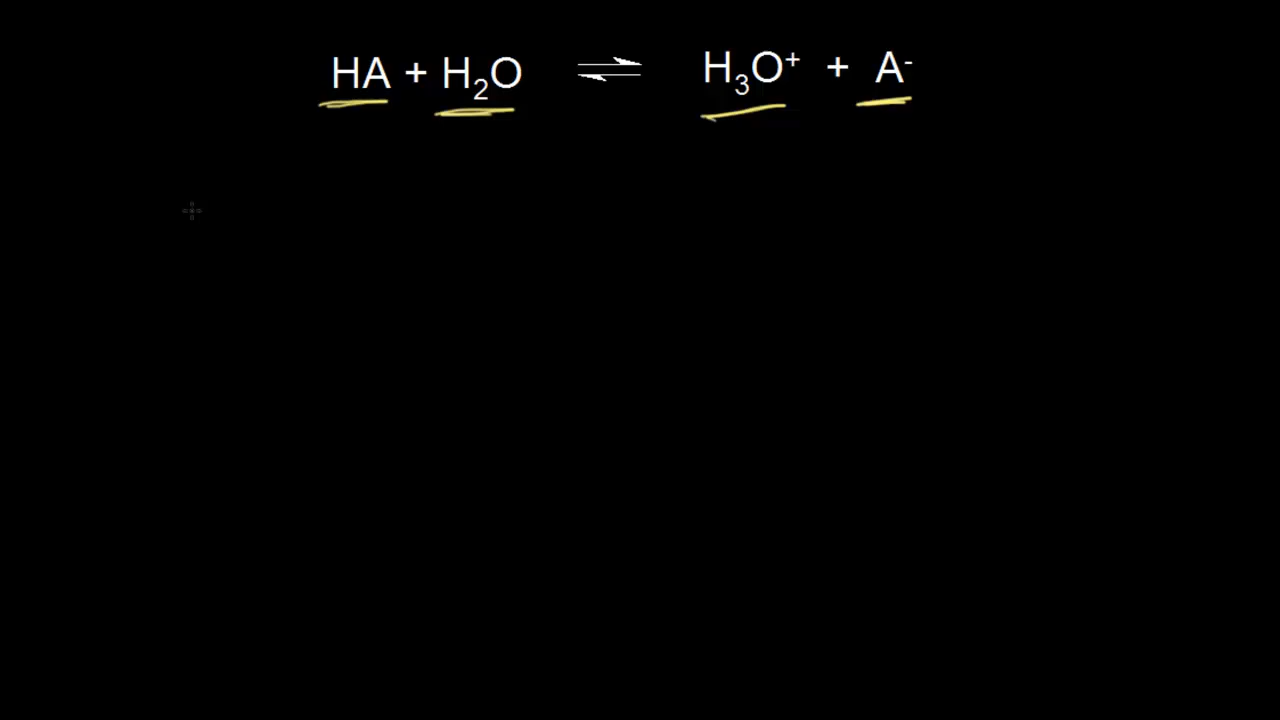 HA + H₂O ⇌ H₃O⁺ + A⁻